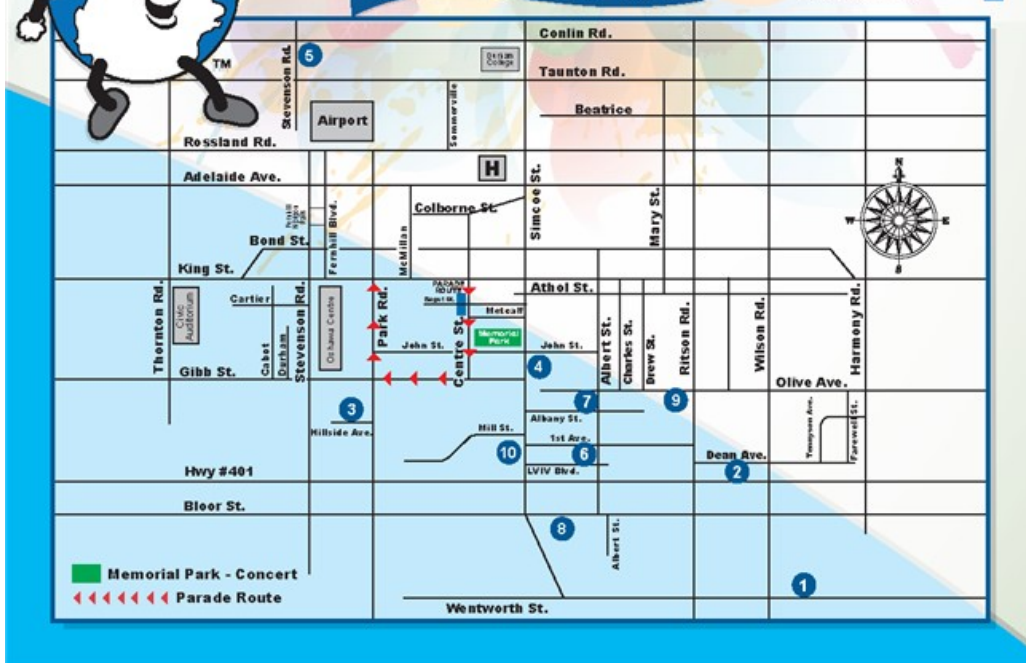 Conlin Rd.
Stevenson Rd.
5
TM
Durham
College
Taunton Rd.
Sommerville
Beatrice
Airport
Rossland Rd.
H
Adelaide Ave.
N
W
E
S
Colborne St.
Simcoe St.
Mary St.
Fernhill Blvd.
McMillan
Bond St.
King St.
Athol St.
PARADE
ROUTE
Thornton Rd.
Civic
Auditorium
Cartier
Cabot
Durham
Stevenson Rd.
Oshawa Centre
Park Rd.
Metcalf
Centre St.
Memorial
Park
John St.
John St.
Albert St.
Charles St.
Drew St.
Ritson Rd.
Wilson Rd.
Harmony Rd.
4
Gibb St.
Olive Ave.
3
7
9
Hillside Ave.
Albany St.
Mill St.
1st Ave.
Tennyson Ave.
Farewell St.
10
6
Dean Ave.
2
Hwy #401
LVIV Blvd.
Bloor St.
8
Albert St.
1
Memorial Park - Concert
Parade Route
Wentworth St.